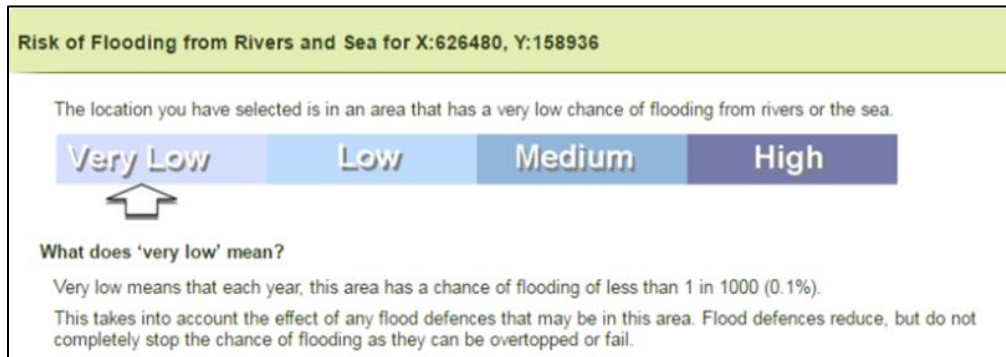 Risk of Flooding from Rivers and Sea for X:626480, Y:158936
The location you have selected is in an area that has a very low chance of flooding from rivers or the sea.
Very Low Low Medium High
What does ‘very low’ mean?
Very low means that each year, this area has a chance of flooding of less than 1 in 1000 (0.1%).
This takes into account the effect of any flood defences that may be in this area. Flood defences reduce, but do not
completely stop the chance of flooding as they can be overtopped or fail.